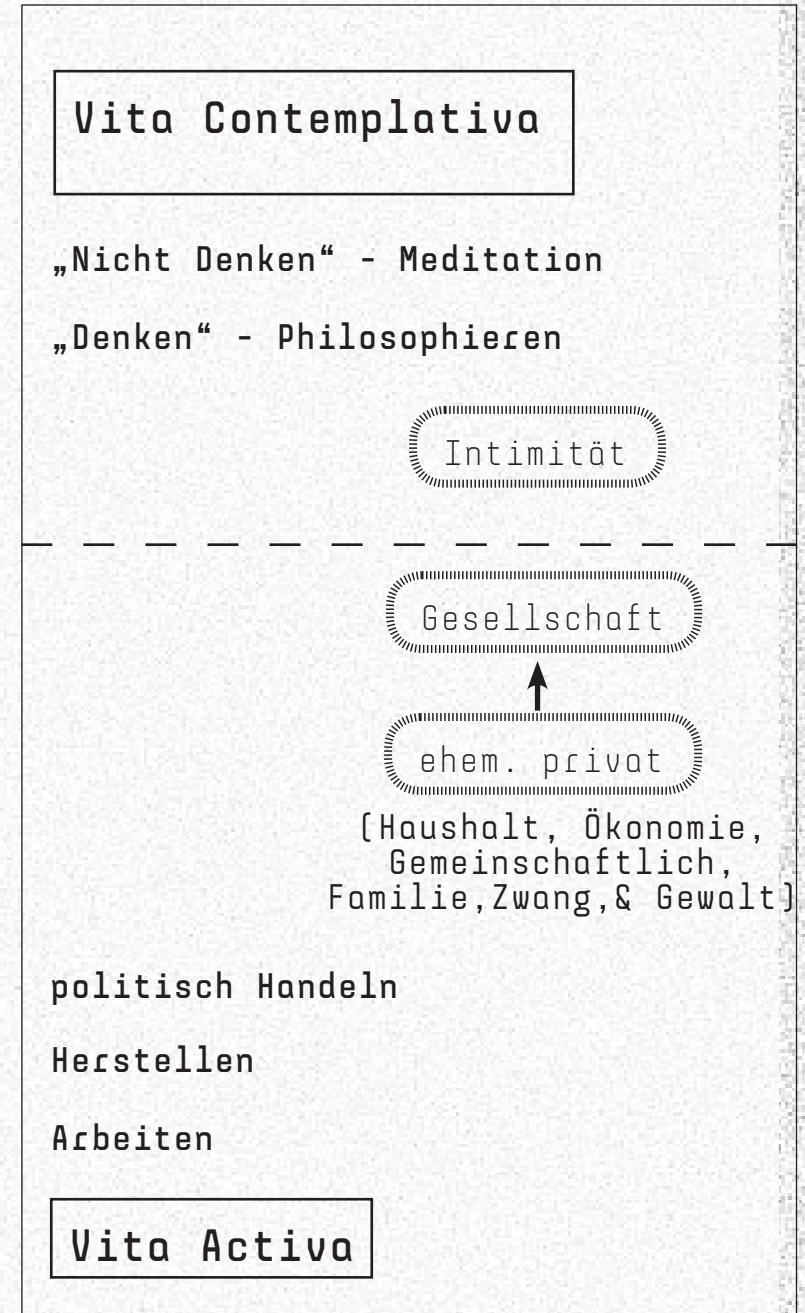 Vita Contemplativa
„Nicht Denken“ - Meditation
„Denken“ - Philosophieren
Intimität
Gesellschaft
ehem. privat
(Haushalt, Ökonomie,
Gemeinschaftlich,
Familie,Zwang,& Gewalt)
politisch Handeln
Herstellen
Arbeiten
Vita Activa